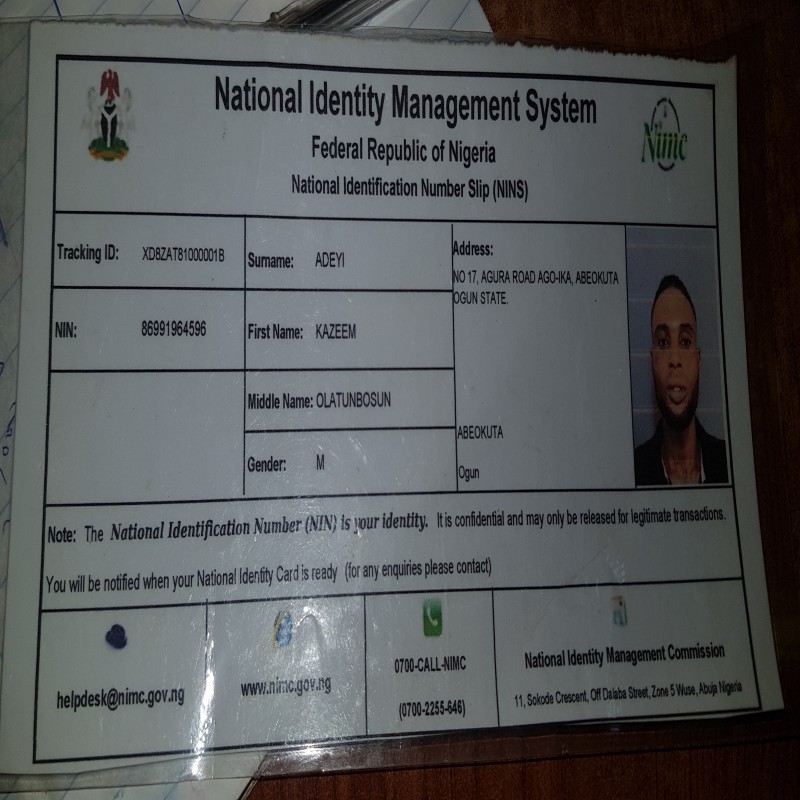 National Identity Management System
Federal Republic of Nigeria
National Identification Number Slip (NINS)
Nimc
Tracking ID: XD8ZAT81000001B
Surname: ADEYI
Address:
NO 17, AGURA ROAD AGO-IKA, ABEOKUTA
OGUN STATE.
NIN: 86991964596
First Name: KAZEEM
Middle Name: OLATUNBOSUN
ABEOKUTA
Gender: M
Ogun
Note: The National Identification Number (NIN) is your identity. It is confidential and may only be released for legitimate transactions.
You will be notified when your National Identity Card is ready (for any enquiries please contact)
helpdesk@nimc.gov.ng
www.nimc.gov.ng
0700-CALL-NIMC
(0700-2255-646)
National Identity Management Commission
11, Sokode Crescent, Off Dalaba Street, Zone 5 Wuse, Abuja Nigeria